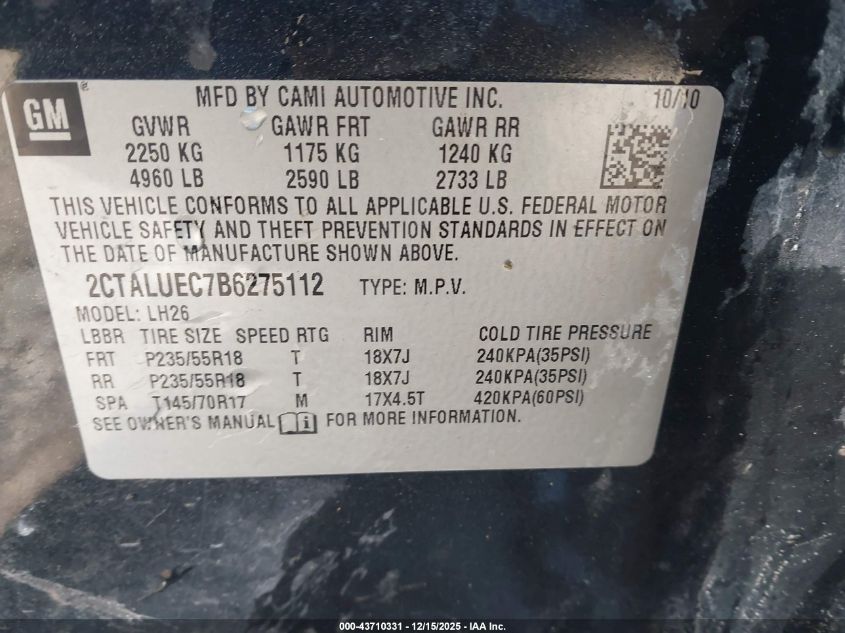 GM ®
MFD BY CAMI AUTOMOTIVE INC. 10/10
GVWR GAWR FRT GAWR RR
2250 KG 1175 KG 1240 KG
4960 LB 2590 LB 2733 LB
THIS VEHICLE CONFORMS TO ALL APPLICABLE U.S. FEDERAL MOTOR
VEHICLE SAFETY AND THEFT PREVENTION STANDARDS IN EFFECT ON
THE DATE OF MANUFACTURE SHOWN ABOVE.
2CTALUEC7B6275112 TYPE: M.P.V.
MODEL: LH26
LBBR TIRE SIZE SPEED RTG RIM COLD TIRE PRESSURE
FRT P235/55R18 T 18X7J 240KPA(35PSI)
RR P235/55R18 T 18X7J 240KPA(35PSI)
SPA T145/70R17 M 17X4.5T 420KPA(60PSI)
SEE OWNER'S MANUAL i FOR MORE INFORMATION.
000-43710331 - 12/15/2025 - IAA Inc.